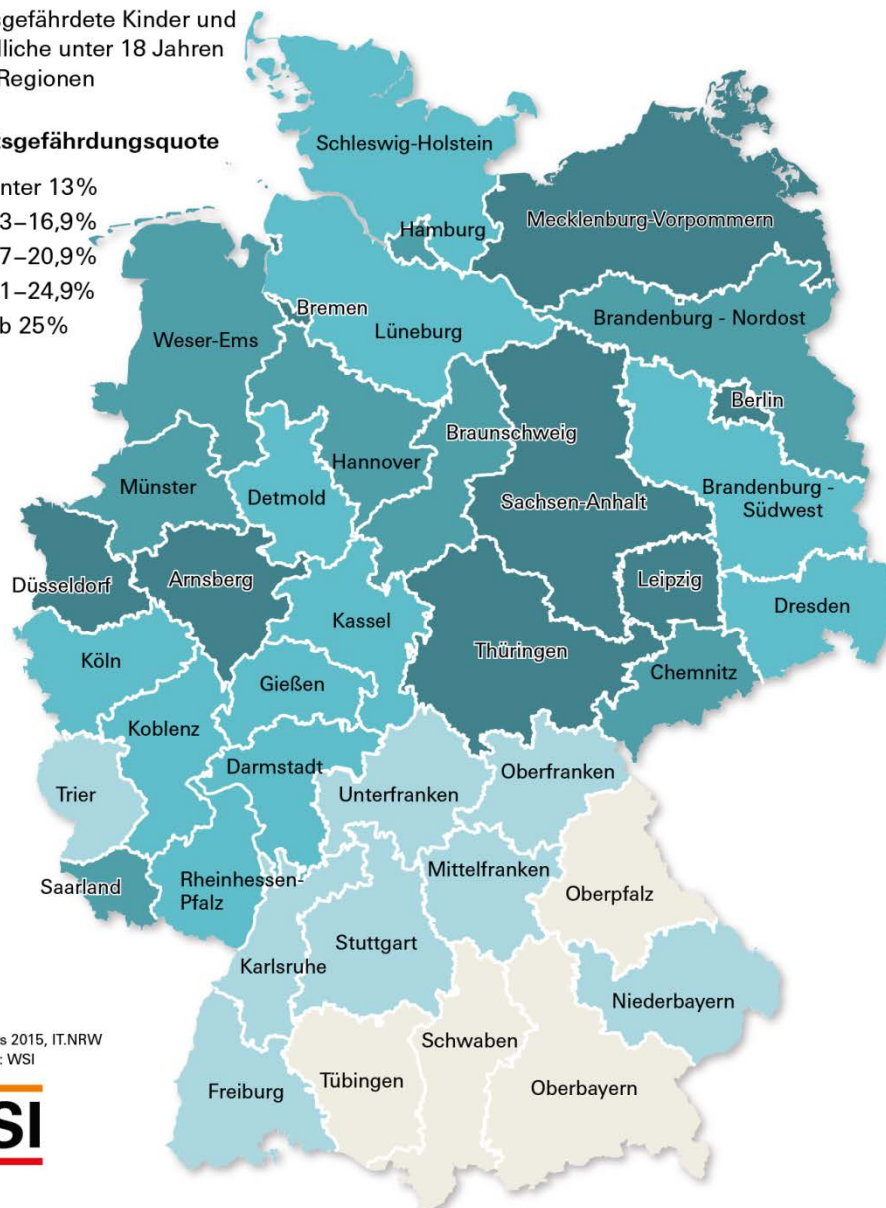 sgefährdete Kinder und
lliche unter 18 Jahren
Regionen
tsgefährdungsquote
nter 13%
3–16,9%
7–20,9%
1–24,9%
b 25%
Schleswig-Holstein
Hamburg
Mecklenburg-Vorpommern
Bremen
Lüneburg
Brandenburg - Nordost
Weser-Ems
Berlin
Braunschweig
Hannover
Münster
Detmold
Sachsen-Anhalt
Brandenburg -
Südwest
Düsseldorf
Arnsberg
Leipzig
Kassel
Dresden
Köln
Thüringen
Gießen
Chemnitz
Koblenz
Darmstadt
Oberfranken
Trier
Unterfranken
Mittelfranken
Saarland
Rheinhessen-
Pfalz
Oberpfalz
Stuttgart
Karlsruhe
Niederbayern
s 2015, IT.NRW
: WSI
Schwaben
Tübingen
Oberbayern
Freiburg
SI